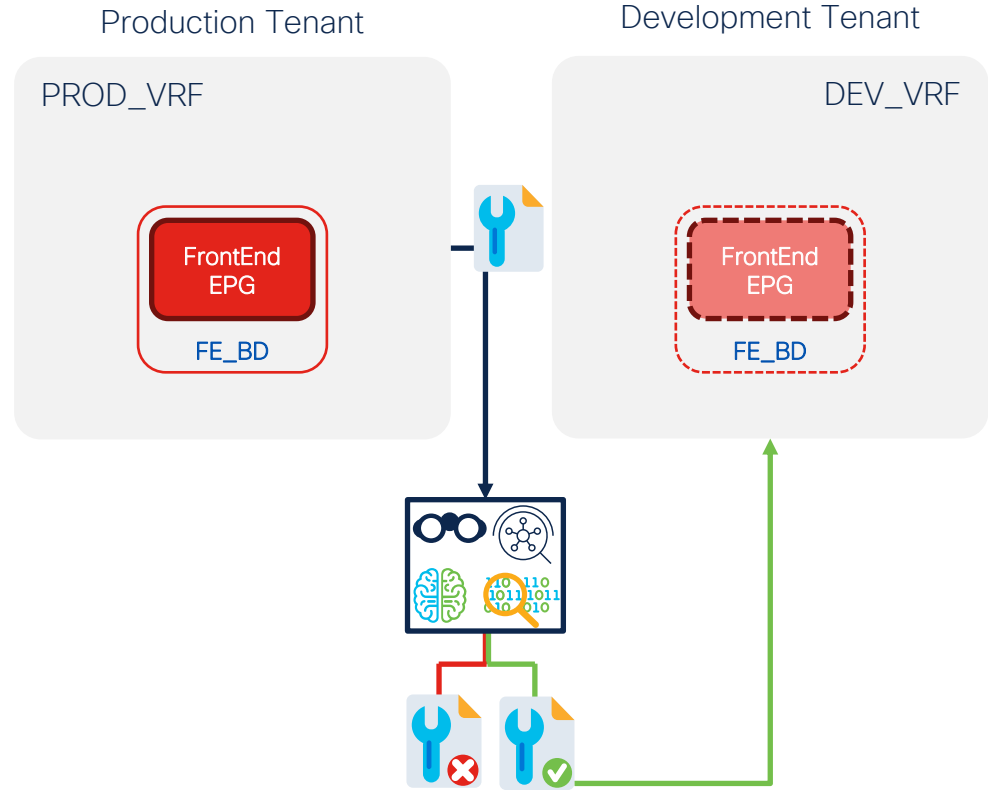 Production Tenant
Development Tenant
PROD_VRF
DEV_VRF
FrontEnd
EPG
FE_BD
FrontEnd
EPG
FE_BD
110 110
1011 1011
010 010